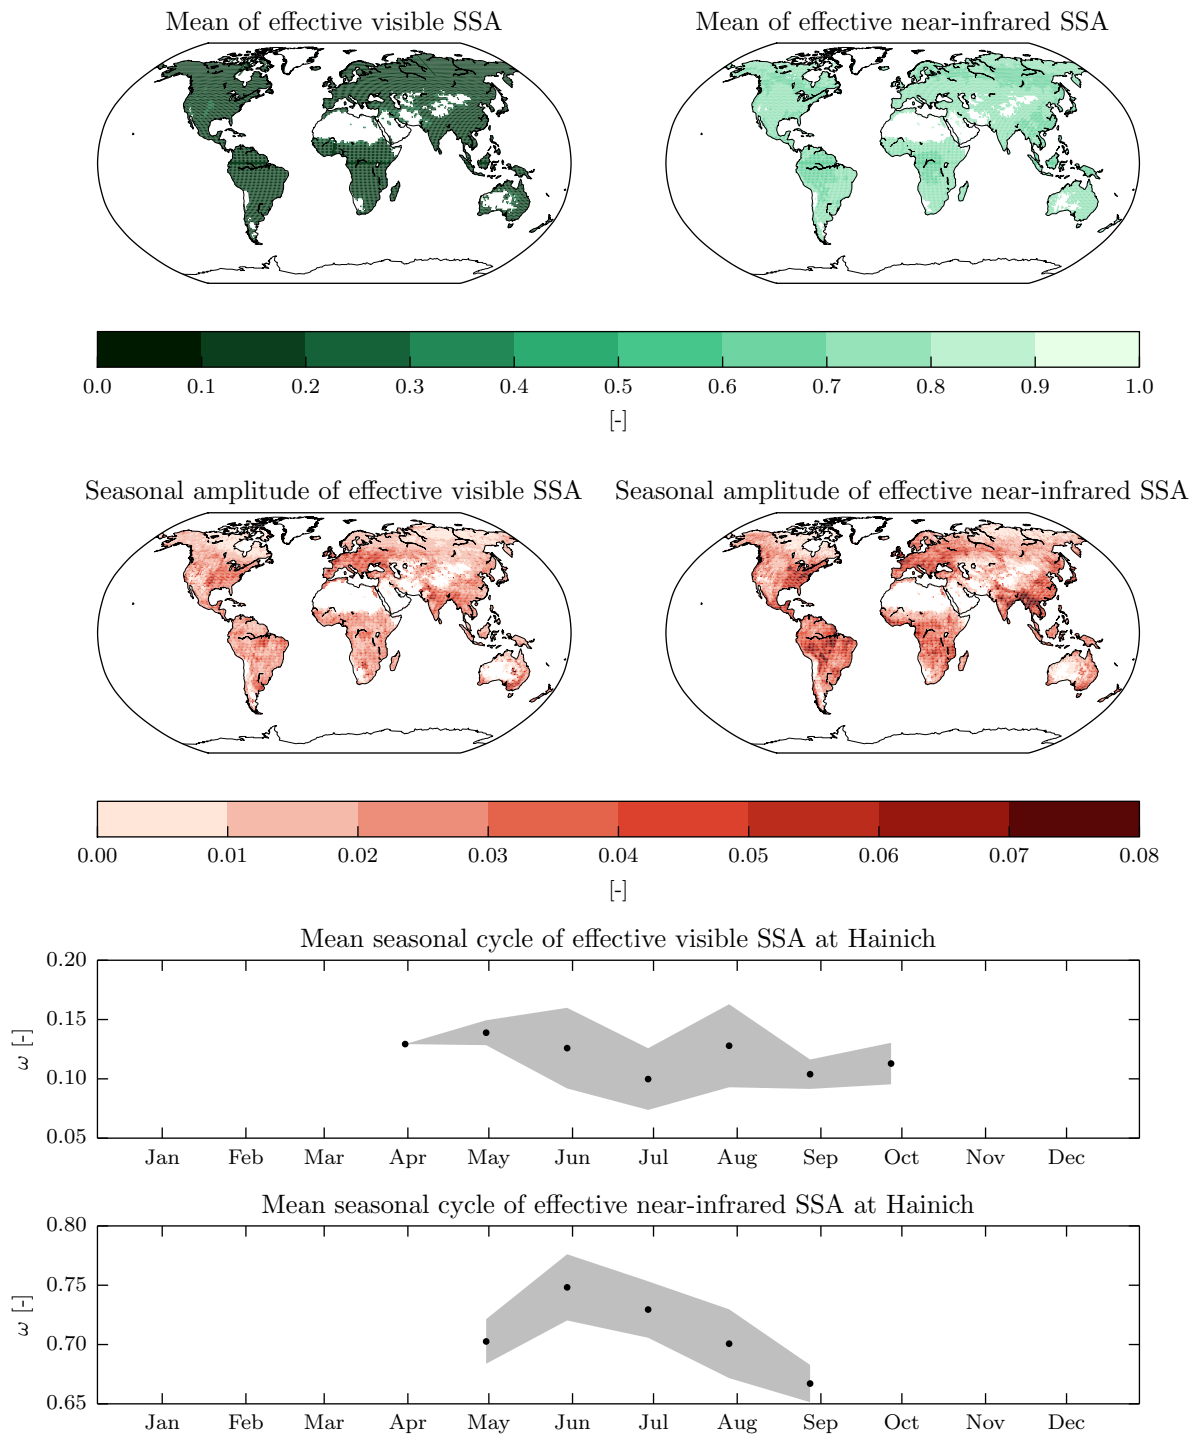 Mean of effective visible SSA
Mean of effective near-infrared SSA
0.0 0.1 0.2 0.3 0.4 0.5 0.6 0.7 0.8 0.9 1.0
[-]
Seasonal amplitude of effective visible SSA
Seasonal amplitude of effective near-infrared SSA
0.00 0.01 0.02 0.03 0.04 0.05 0.06 0.07 0.08
[-]
Mean seasonal cycle of effective visible SSA at Hainich
ω [-]
0.20
0.15
0.10
0.05
Jan Feb Mar Apr May Jun Jul Aug Sep Oct Nov Dec
Mean seasonal cycle of effective near-infrared SSA at Hainich
ω [-]
0.80
0.75
0.70
0.65
Jan Feb Mar Apr May Jun Jul Aug Sep Oct Nov Dec